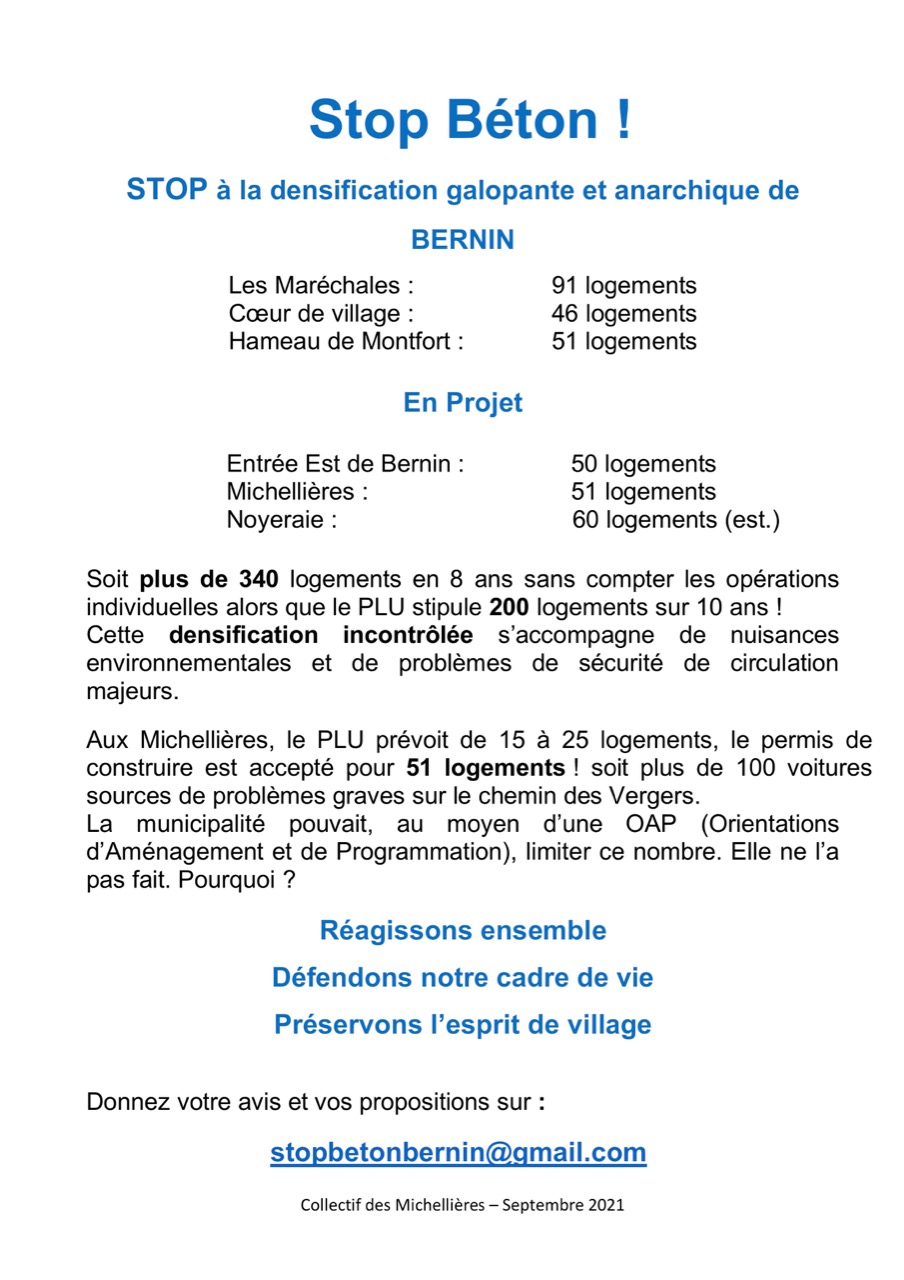 Stop Béton !
STOP à la densification galopante et anarchique de
BERNIN
Les Maréchales : 91 logements
Cœur de village : 46 logements
Hameau de Montfort : 51 logements
En Projet
Entrée Est de Bernin : 50 logements
Michellières : 51 logements
Noyeraie : 60 logements (est.)
Soit plus de 340 logements en 8 ans sans compter les opérations
individuelles alors que le PLU stipule 200 logements sur 10 ans !
Cette densification incontrôlée s’accompagne de nuisances
environnementales et de problèmes de sécurité de circulation
majeurs.
Aux Michellières, le PLU prévoit de 15 à 25 logements, le permis de
construire est accepté pour 51 logements ! soit plus de 100 voitures
sources de problèmes graves sur le chemin des Vergers.
La municipalité pouvait, au moyen d’une OAP (Orientations
d’Aménagement et de Programmation), limiter ce nombre. Elle ne l’a
pas fait. Pourquoi ?
Réagissons ensemble
Défendons notre cadre de vie
Préservons l’esprit de village
Donnez votre avis et vos propositions sur :
stopbetonbernin@gmail.com
Collectif des Michellières – Septembre 2021